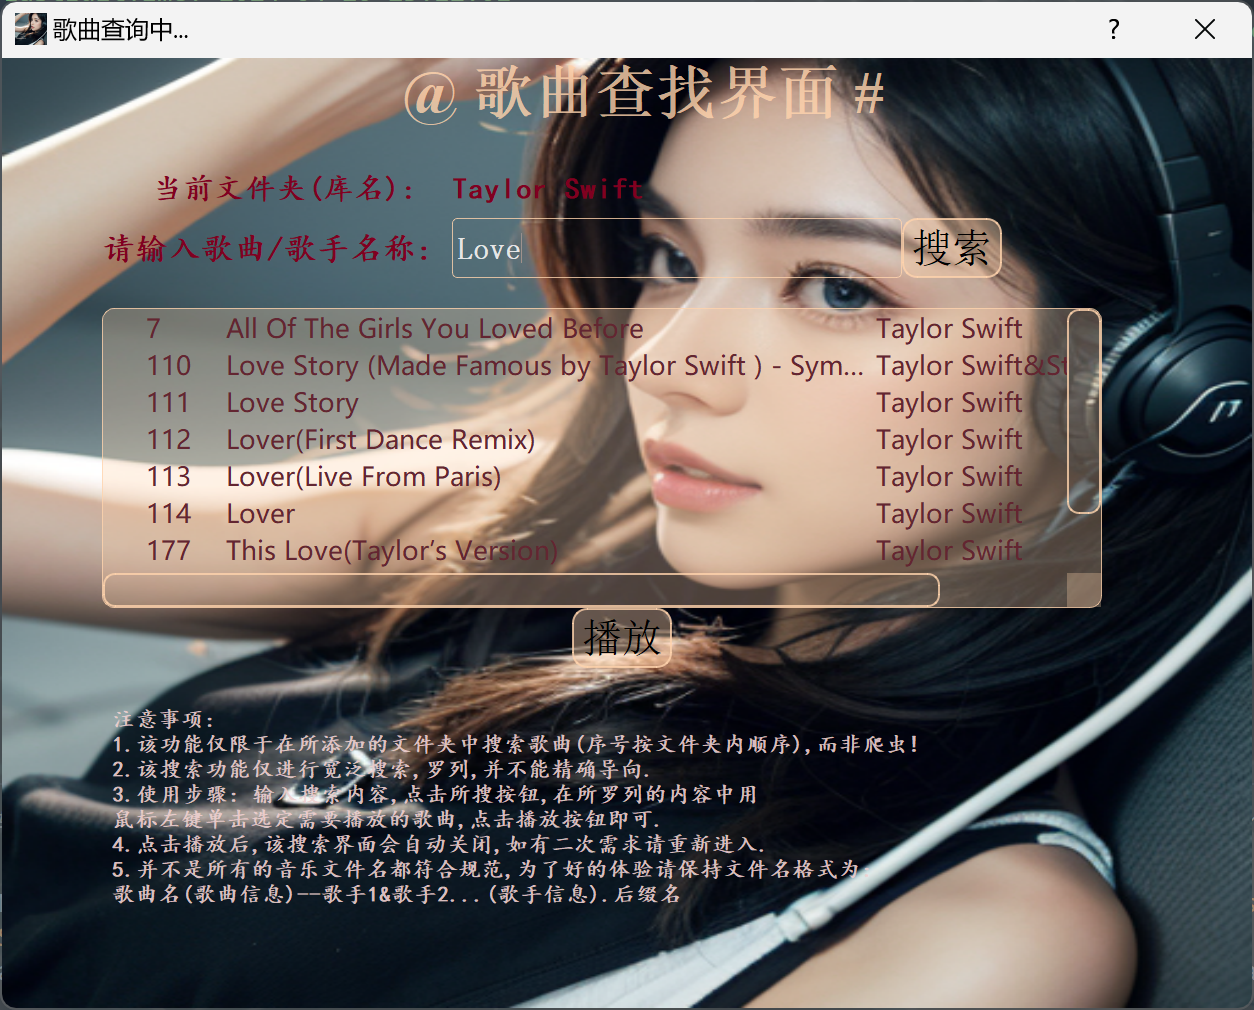 歌曲查询中...
@ 歌曲查找界面 #
当前文件夹(库名): Taylor Swift
请输入歌曲/歌手名称: Love 搜索
7 All Of The Girls You Loved Before Taylor Swift
110 Love Story (Made Famous by Taylor Swift ) - Sym... Taylor Swift&St
111 Love Story Taylor Swift
112 Lover(First Dance Remix) Taylor Swift
113 Lover(Live From Paris) Taylor Swift
114 Lover Taylor Swift
177 This Love(Taylor’s Version) Taylor Swift
播放
注意事项:
1.该功能仅限于在所添加的文件夹中搜索歌曲(序号按文件夹内顺序),而非爬虫!
2.该搜索功能仅进行宽泛搜索,罗列,并不能精确导向.
3.使用步骤: 输入搜索内容,点击所搜按钮,在所罗列的内容中用
鼠标左键单击选定需要播放的歌曲,点击播放按钮即可.
4.点击播放后,该搜索界面会自动关闭,如有二次需求请重新进入.
5.并不是所有的音乐文件名都符合规范,为了好的体验请保持文件名格式为:
歌曲名(歌曲信息)--歌手1&歌手2...(歌手信息).后缀名